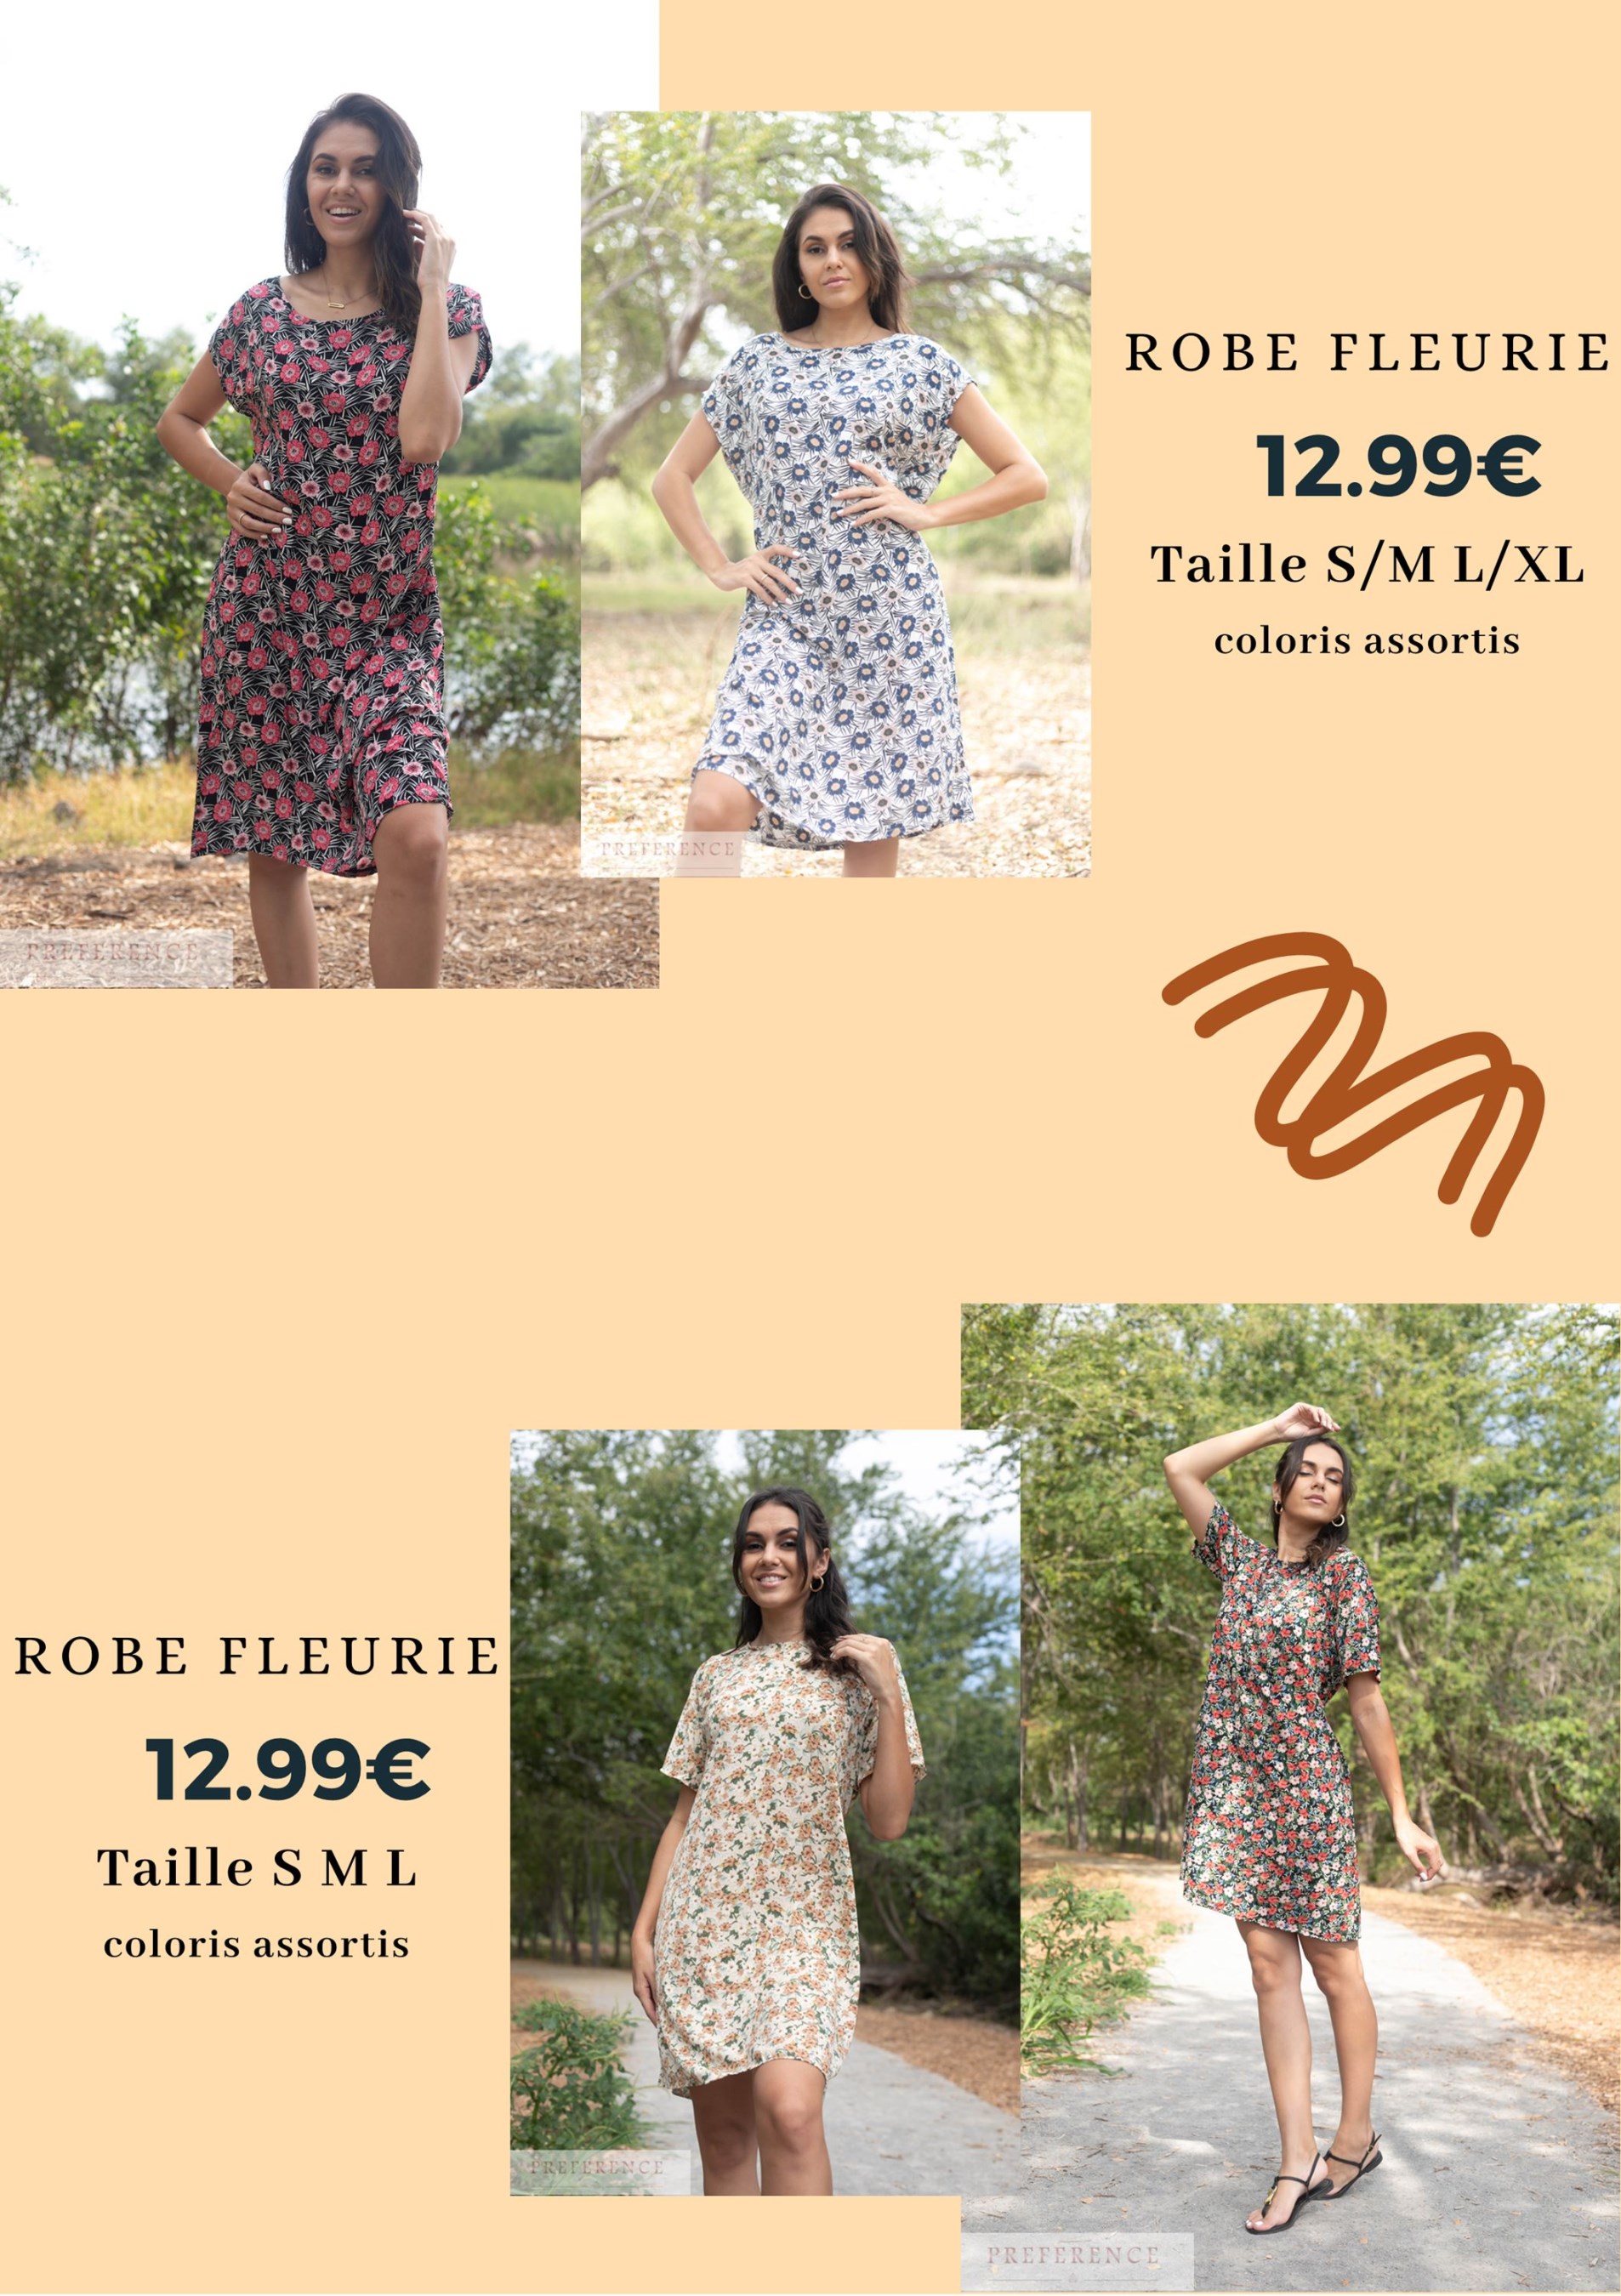 ROBE FLEURIE
12.99€
Taille S/M L/XL
coloris assortis
PREFERENCE
PREFERENCE
ROBE FLEURIE
12.99€
Taille S M L
coloris assortis
PREFERENCE
PREFERENCE